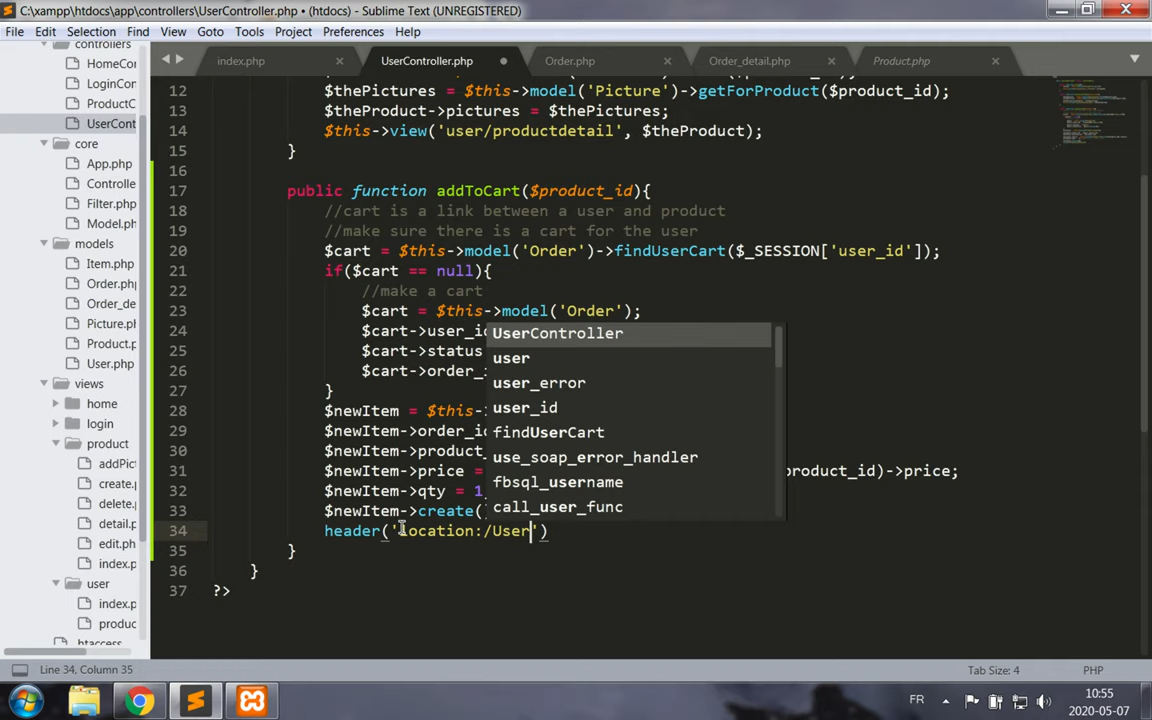 C:\xampp\htdocs\app\controllers\UserController.php • (htdocs) - Sublime Text (UNREGISTERED)
File Edit Selection Find View Goto Tools Project Preferences Help
index.php UserController.php Order.php Order_detail.php Product.php
controllers
HomeCor
LoginCon
ProductC
UserCont
core
App.php
Controlle
Filter.php
Model.ph
models
Item.php
Order.php
Order_de
Picture.pl
Product.p
User.php
views
home
login
product
addPict
create.p
delete.p
detail.p
edit.ph
index.p
user
index.p
produc
12 $thePictures = $this->model('Picture')->getForProduct($product_id);
13 $theProduct->pictures = $thePictures;
14 $this->view('user/productdetail', $theProduct);
15 }
16
17 public function addToCart($product_id){
18 //cart is a link between a user and product
19 //make sure there is a cart for the user
20 $cart = $this->model('Order')->findUserCart($_SESSION['user_id']);
21 if($cart == null){
22 //make a cart
23 $cart = $this->model('Order');
24 $cart->user_id
25 $cart->status
26 $cart->order_i
27 }
28 $newItem = $this-
29 $newItem->order_id
30 $newItem->product_
31 $newItem->price = product_id)->price;
32 $newItem->qty = 1
33 $newItem->create(
34 header('location:/User')
35 }
36 }
37 ?>
UserController
user
user_error
user_id
findUserCart
use_soap_error_handler
fbsql_username
call_user_func
Line 34, Column 35 Tab Size: 4 PHP
FR 10:55
2020-05-07